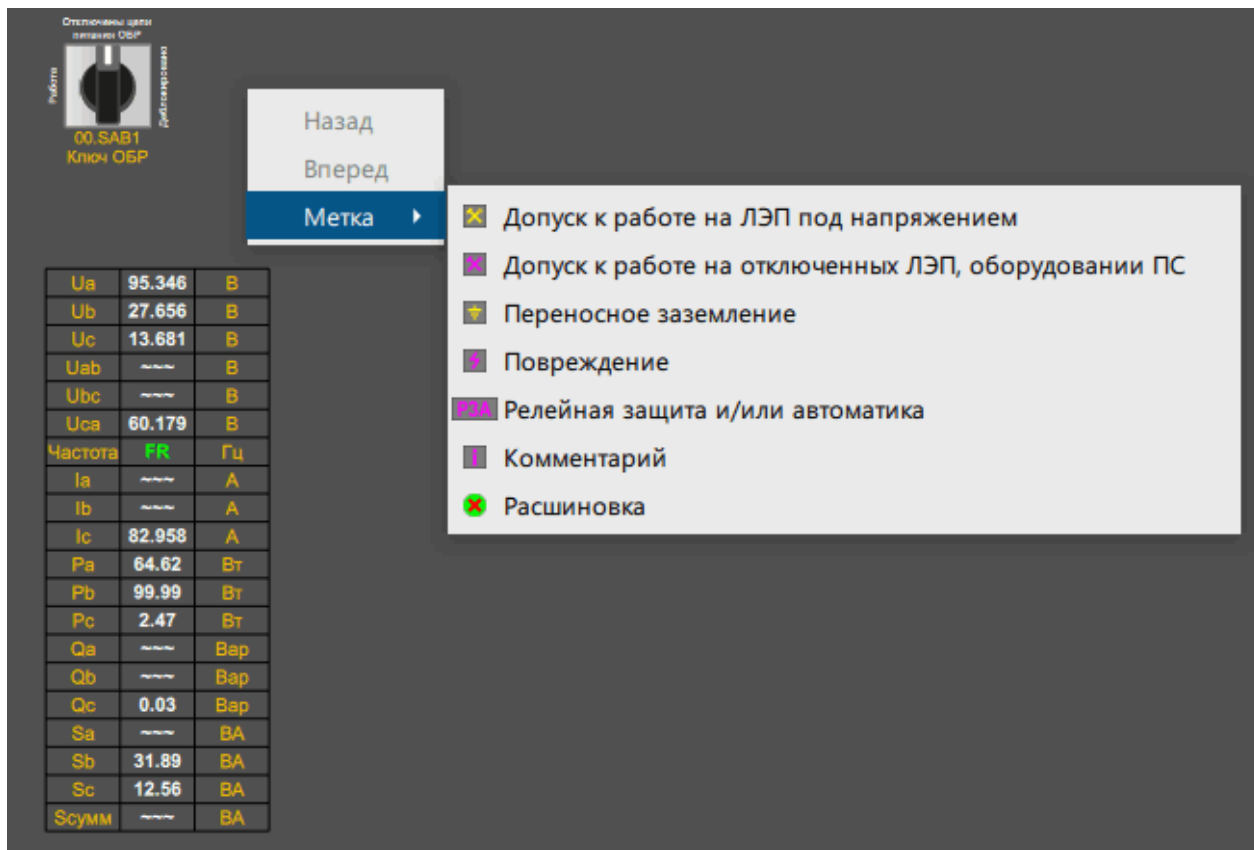 Отключены цепи
питания ОБР
Работа
Деблокировано
00.SAB1
Ключ ОБР
Назад
Вперед
Метка
Допуск к работе на ЛЭП под напряжением
Допуск к работе на отключенных ЛЭП, оборудовании ПС
Переносное заземление
Повреждение
РЗА Релейная защита и/или автоматика
i Комментарий
Расшиновка
Ua 95.346 В
Ub 27.656 В
Uc 13.681 В
Uab ~~~ В
Ubc ~~~ В
Uca 60.179 В
Частота FR Гц
Ia ~~~ А
Ib ~~~ А
Ic 82.958 А
Pa 64.62 Вт
Pb 99.99 Вт
Pc 2.47 Вт
Qa ~~~ Вар
Qb ~~~ Вар
Qc 0.03 Вар
Sa ~~~ ВА
Sb 31.89 ВА
Sc 12.56 ВА
Sсумм ~~~ ВА